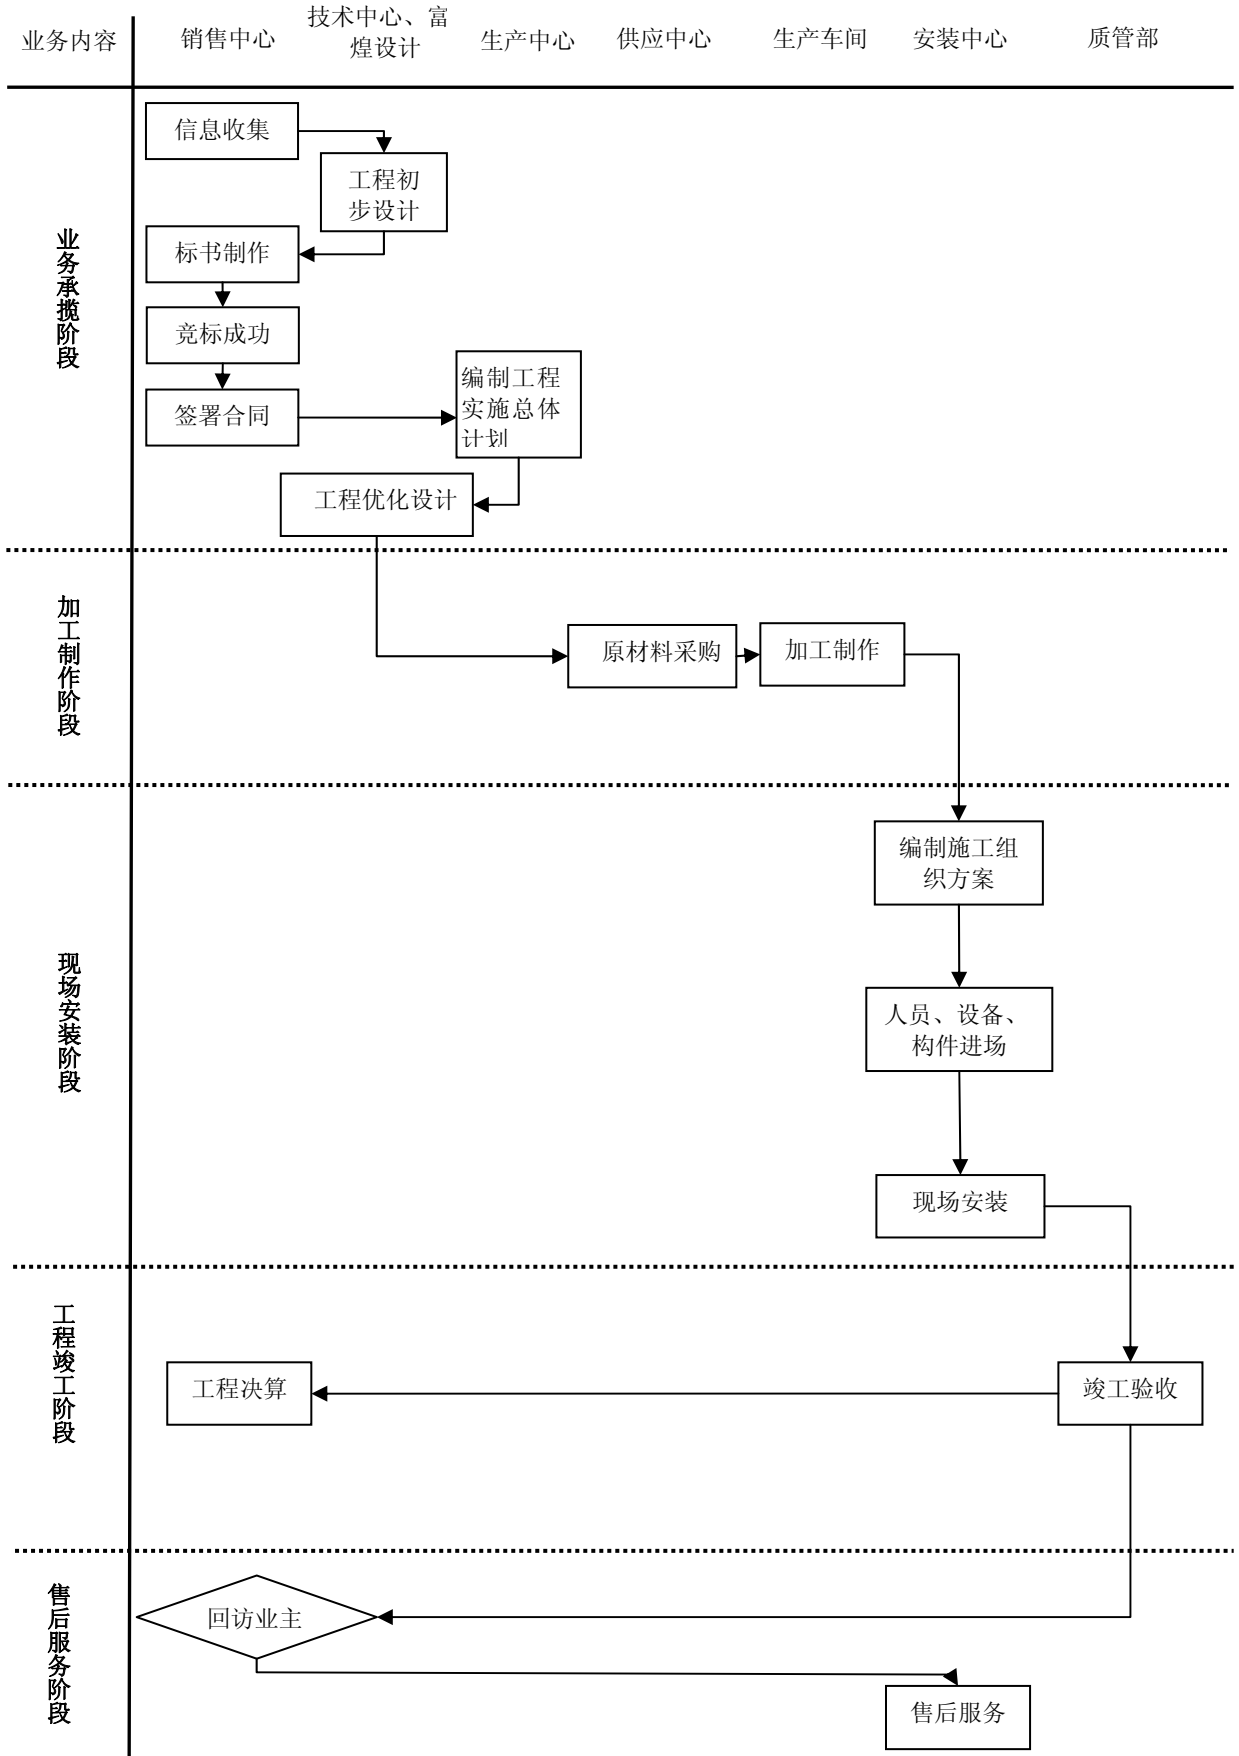 业务内容
销售中心
技术中心、富
煌设计
生产中心
供应中心
生产车间
安装中心
质管部
业务承揽阶段
信息收集
工程初
步设计
标书制作
竞标成功
签署合同
编制工程
实施总体
计划
工程优化设计
加工制作阶段
原材料采购
加工制作
现场安装阶段
编制施工组
织方案
人员、设备、
构件进场
现场安装
工程竣工阶段
工程决算
竣工验收
售后服务阶段
回访业主
售后服务